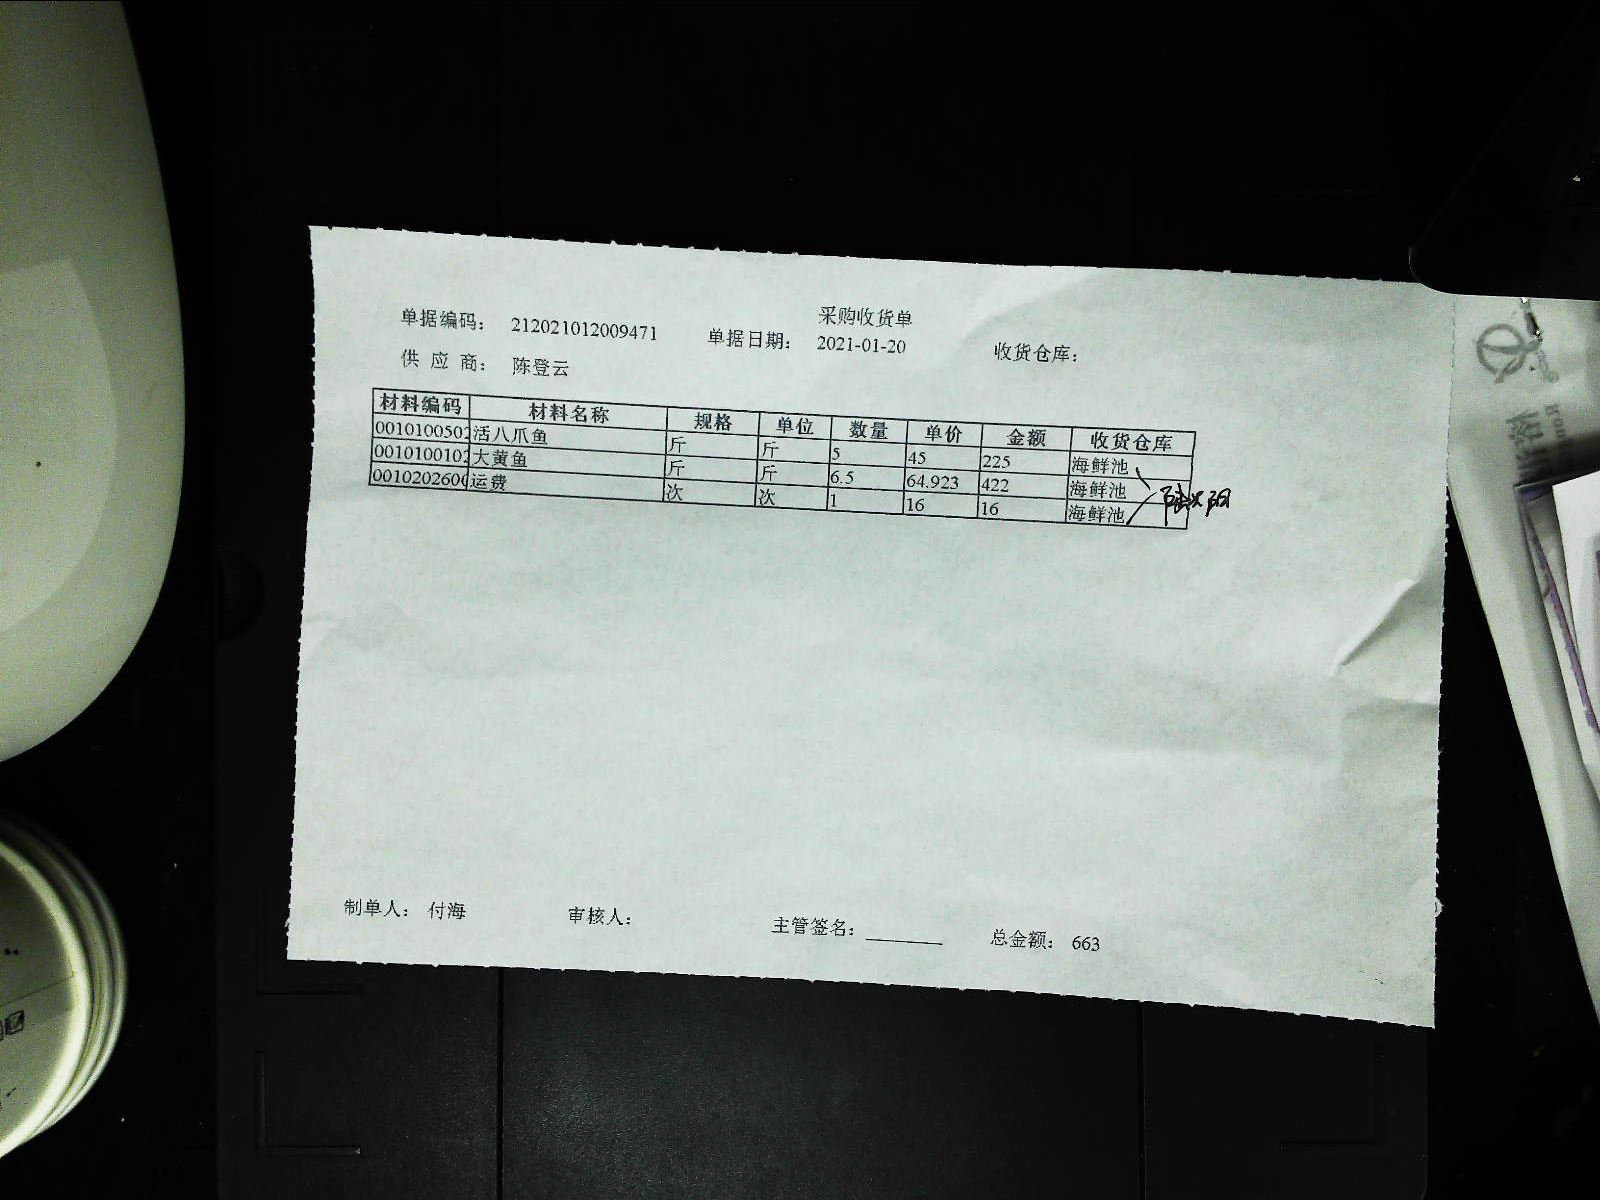 采购收货单
单据编码： 212021012009471 单据日期： 2021-01-20 收货仓库：
供 应 商： 陈登云
材料编码 材料名称 规格 单位 数量 单价 金额 收货仓库
001010050 活八爪鱼 斤 斤 5 45 225 海鲜池
001010010 大黄鱼 斤 斤 6.5 64.923 422 海鲜池
001020260 运费 次 次 1 16 16 海鲜池
制单人： 付海 审核人： 主管签名： 总金额： 663